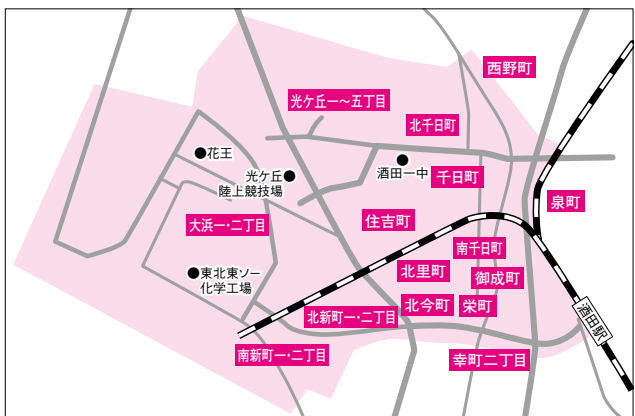 西野町
光ケ丘一〜五丁目
北千日町
花王
酒田一中
光ケ丘
陸上競技場
千日町
泉町
住吉町
大浜一・二丁目
南千日町
北里町
御成町
東北東ソー
化学工場
北今町
栄町
北新町一・二丁目
酒田駅
南新町一・二丁目
幸町二丁目